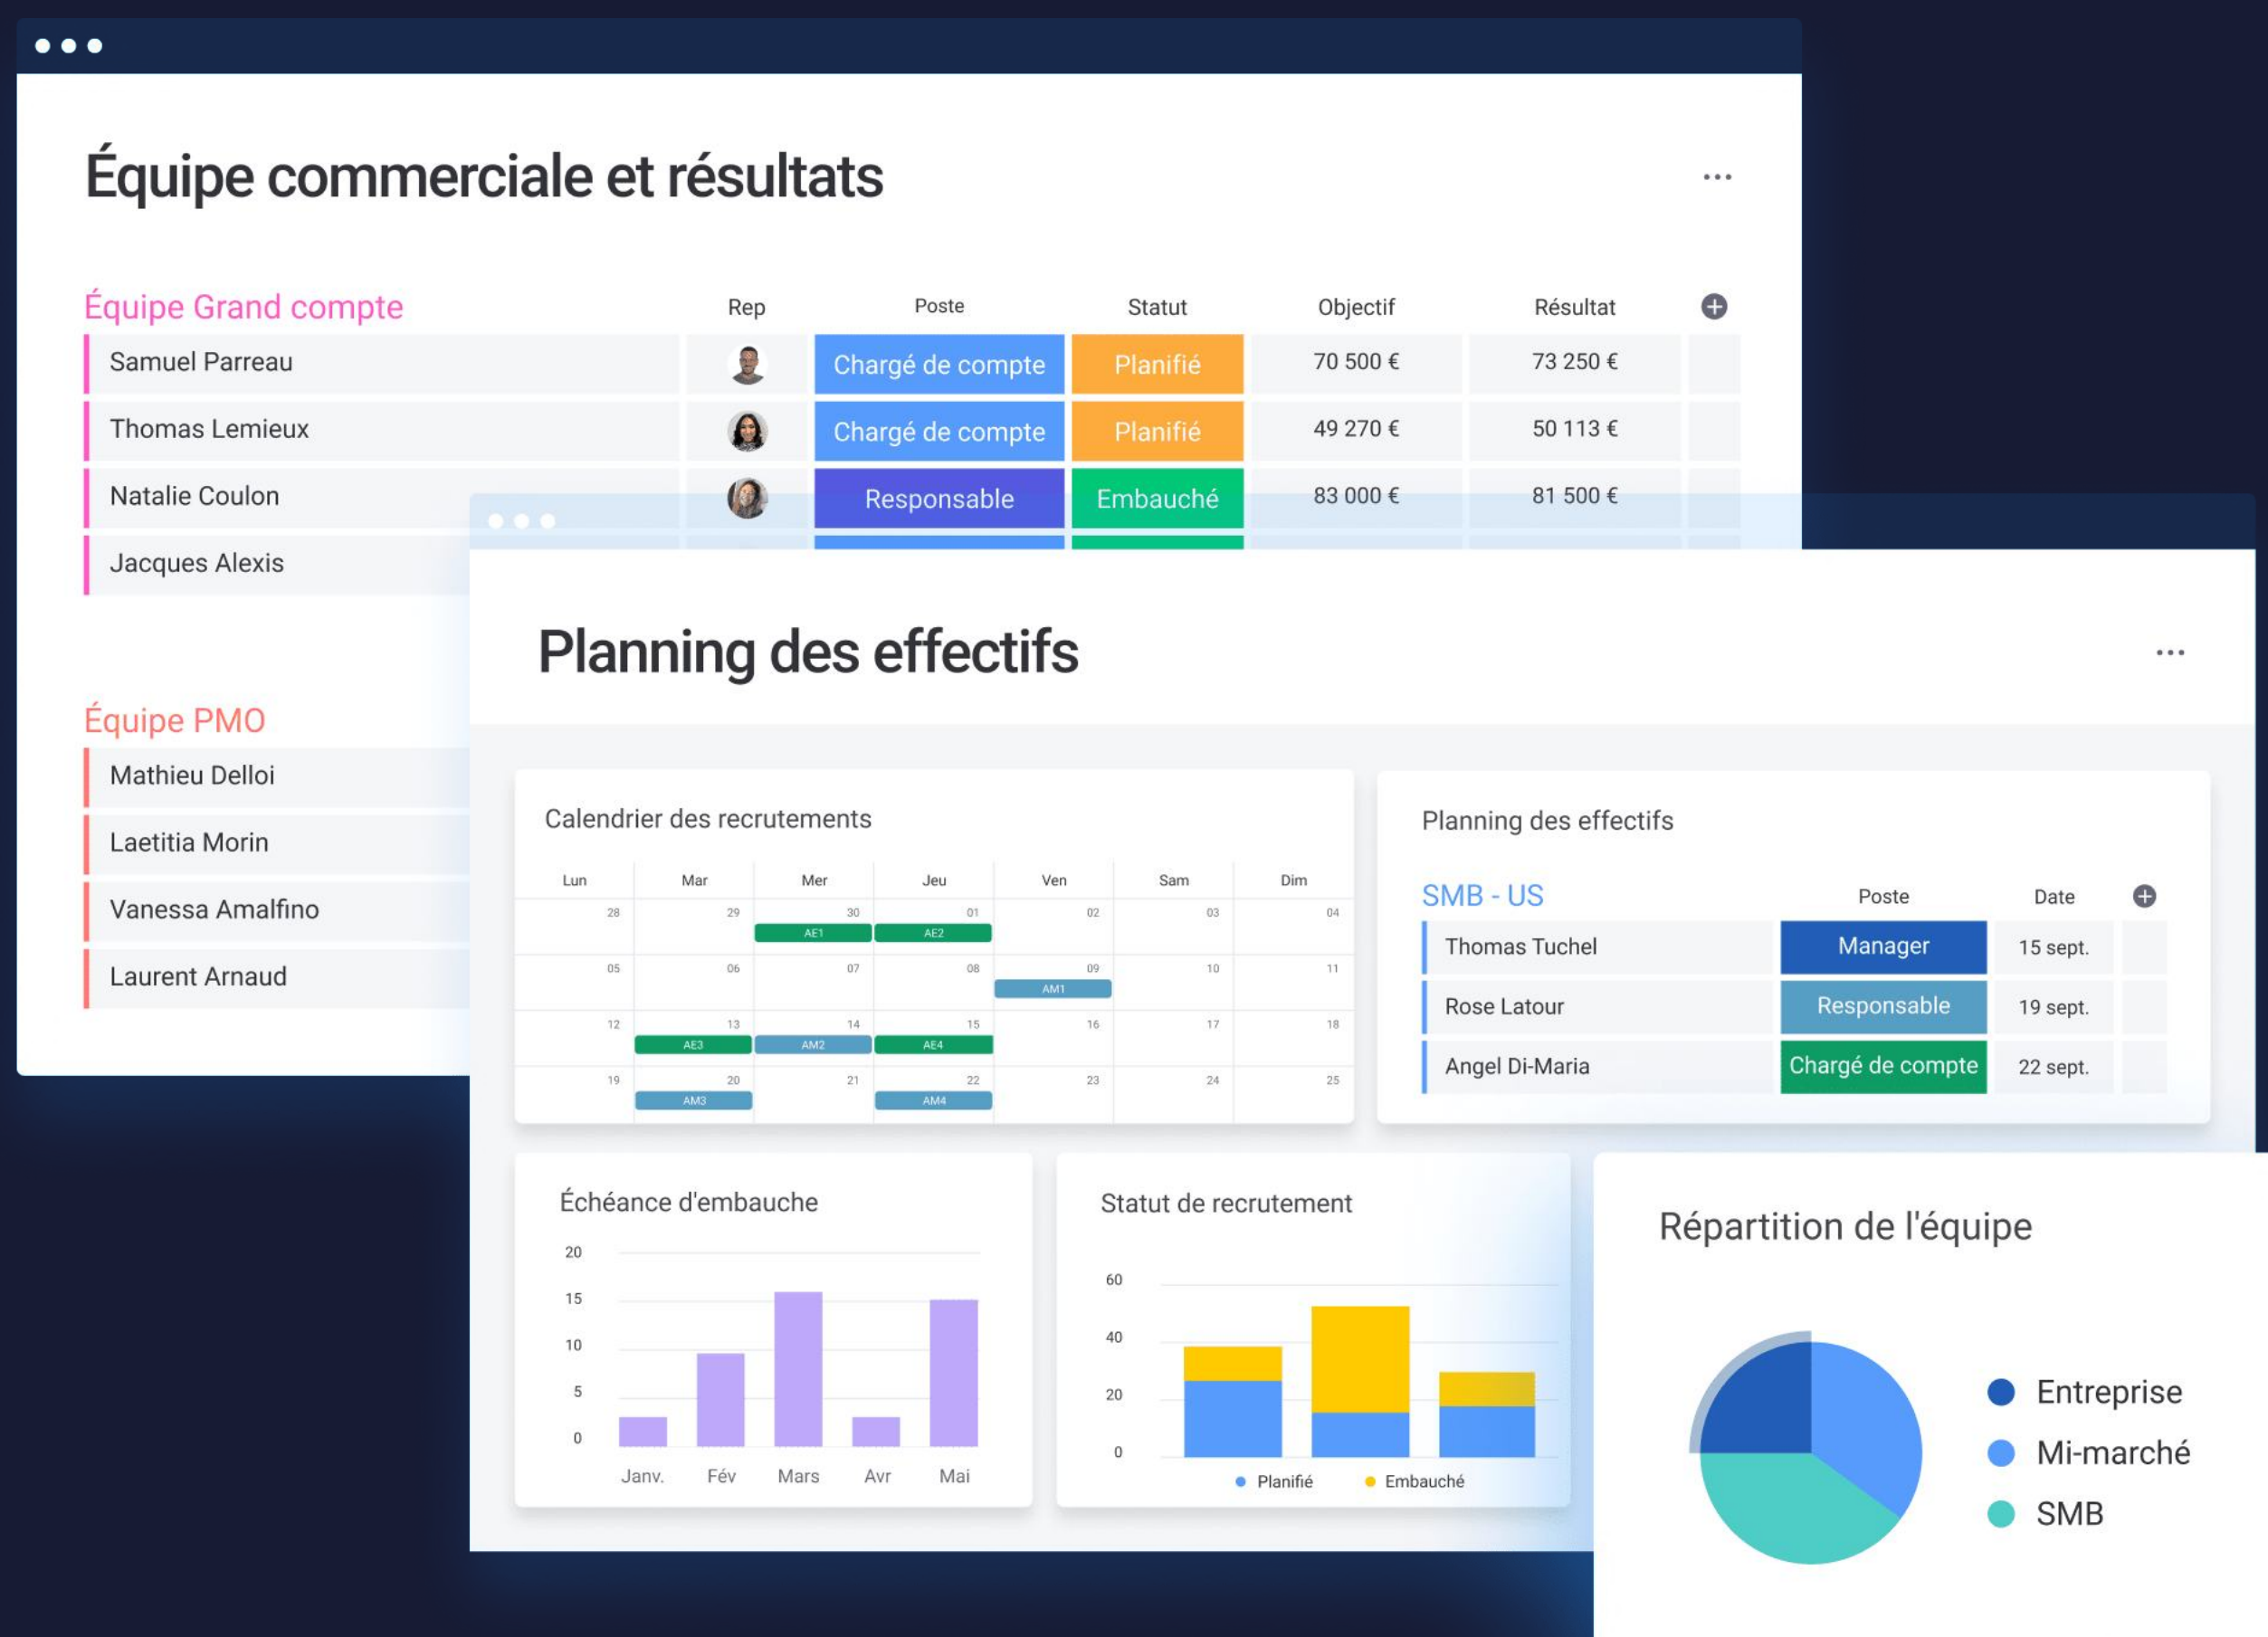 Équipe commerciale et résultats
Équipe Grand compte Rep Poste Statut Objectif Résultat
Samuel Parreau Chargé de compte Planifié 70 500 € 73 250 €
Thomas Lemieux Chargé de compte Planifié 49 270 € 50 113 €
Natalie Coulon Responsable Embauché 83 000 € 81 500 €
Jacques Alexis
Équipe PMO
Mathieu Delloi
Laetitia Morin
Vanessa Amalfino
Laurent Arnaud
Planning des effectifs
Calendrier des recrutements
Lun Mar Mer Jeu Ven Sam Dim
28 29 30 01 02 03 04
AE1 AE2
05 06 07 08 09 10 11
AM1
12 13 14 15 16 17 18
AE3 AM2 AE4
19 20 21 22 23 24 25
AM3 AM4
Planning des effectifs
SMB - US Poste Date
Thomas Tuchel Manager 15 sept.
Rose Latour Responsable 19 sept.
Angel Di-Maria Chargé de compte 22 sept.
Échéance d'embauche
20
15
10
5
0
Janv. Fév Mars Avr Mai
Statut de recrutement
60
40
20
0
Planifié Embauché
Répartition de l'équipe
Entreprise
Mi-marché
SMB